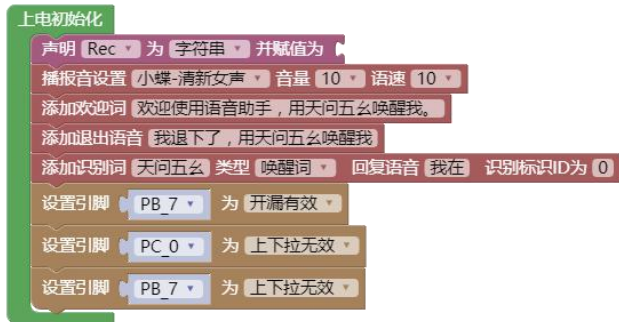 上电初始化
声明 Rec 为 字符串 并赋值为
播报音设置 小蝶-清新女声 音量 10 语速 10
添加欢迎词 欢迎使用语音助手，用天问五幺唤醒我。
添加退出语音 我退下了，用天问五幺唤醒我
添加识别词 天问五幺 类型 唤醒词 回复语音 我在 识别标识ID为 0
设置引脚 PB_7 为 开漏有效
设置引脚 PC_0 为 上下拉无效
设置引脚 PB_7 为 上下拉无效